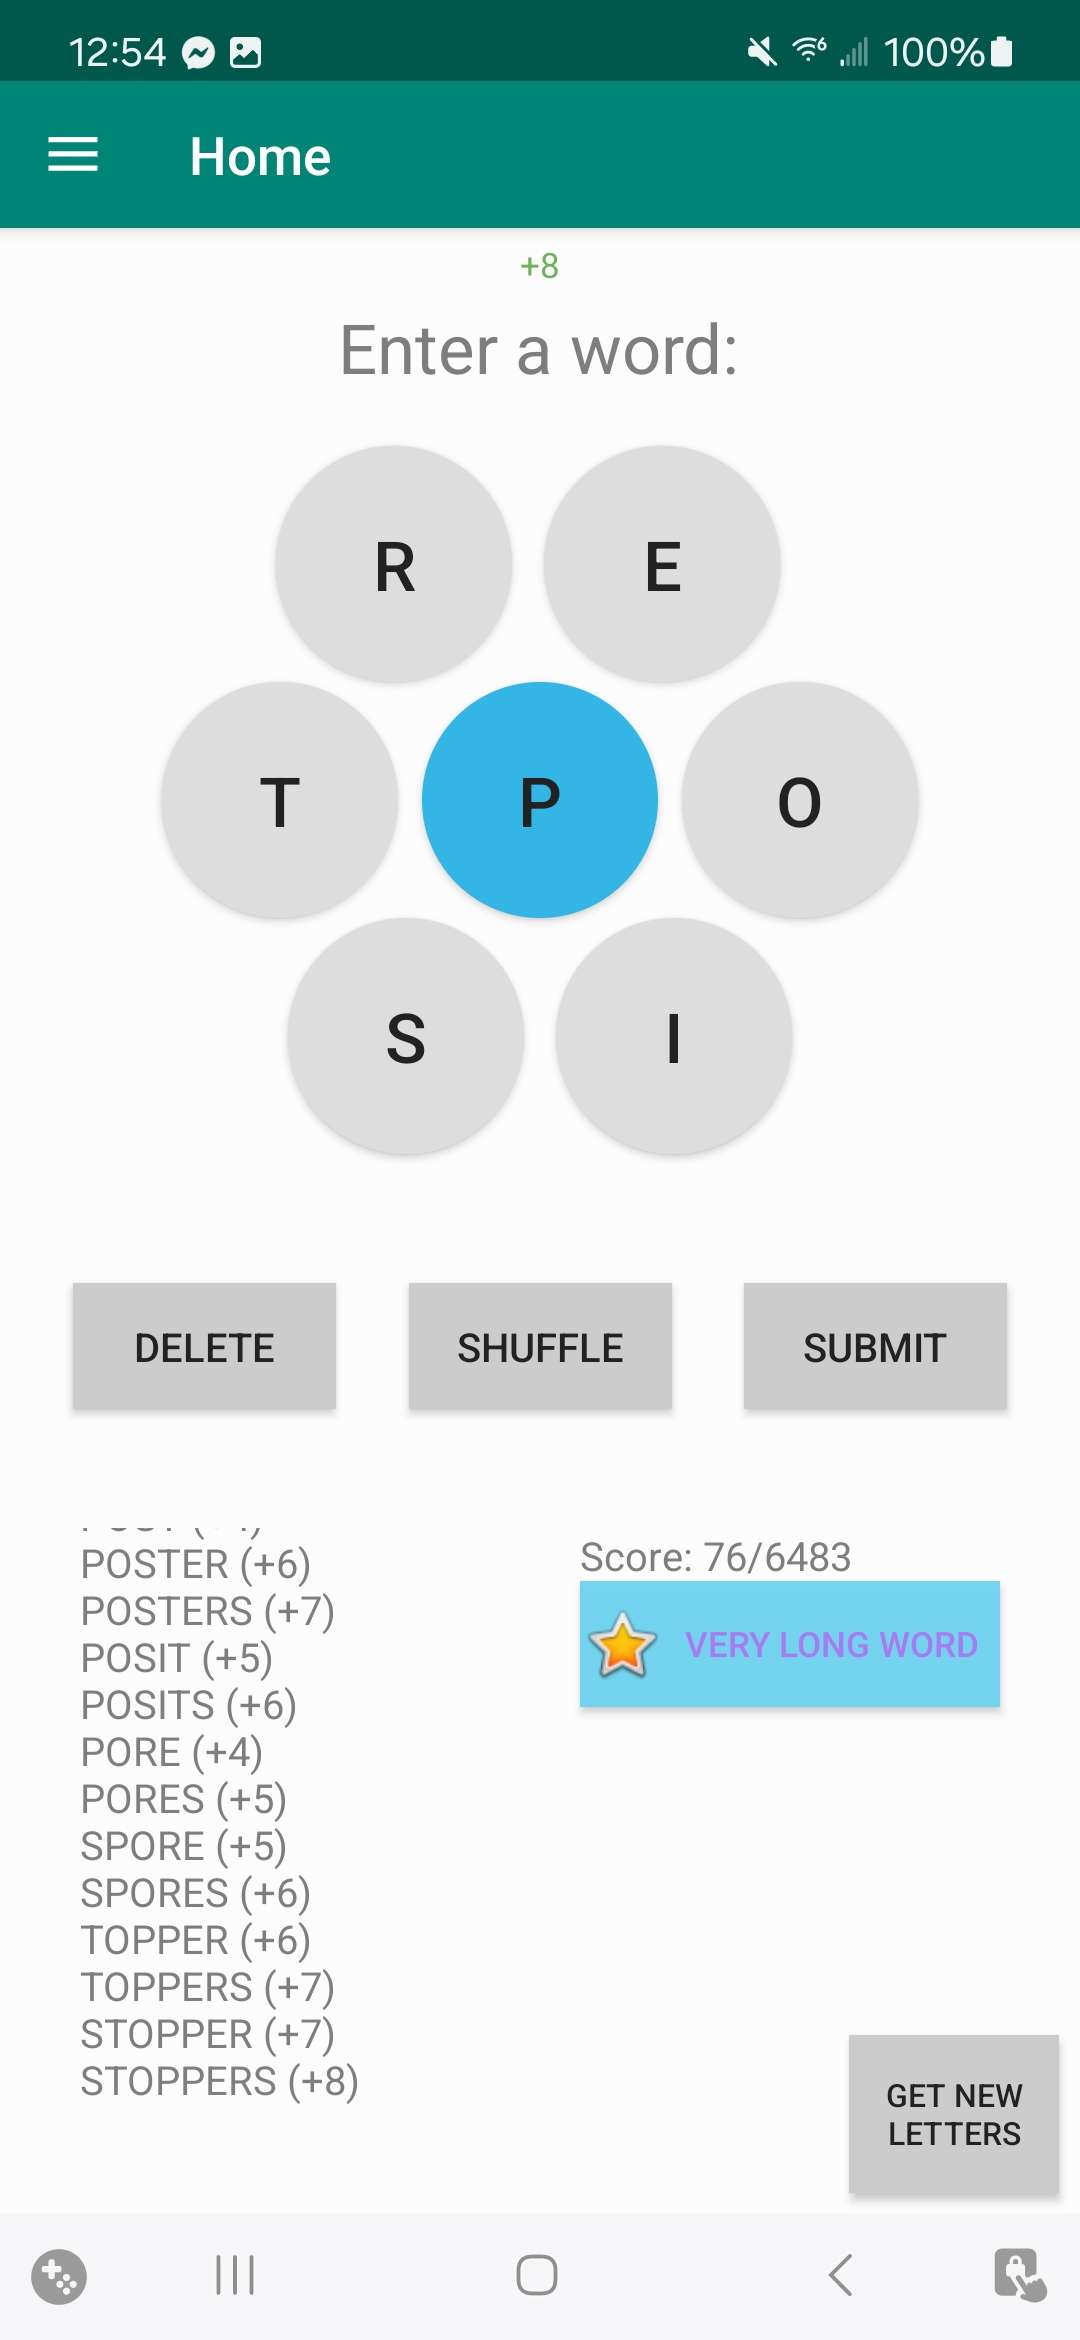 12:54 100%
Home
+8
Enter a word:
R E
T P O
S I
DELETE SHUFFLE SUBMIT
POSTER (+6)
POSTERS (+7)
POSIT (+5)
POSITS (+6)
PORE (+4)
PORES (+5)
SPORE (+5)
SPORES (+6)
TOPPER (+6)
TOPPERS (+7)
STOPPER (+7)
STOPPERS (+8)
Score: 76/6483
VERY LONG WORD
GET NEW
LETTERS